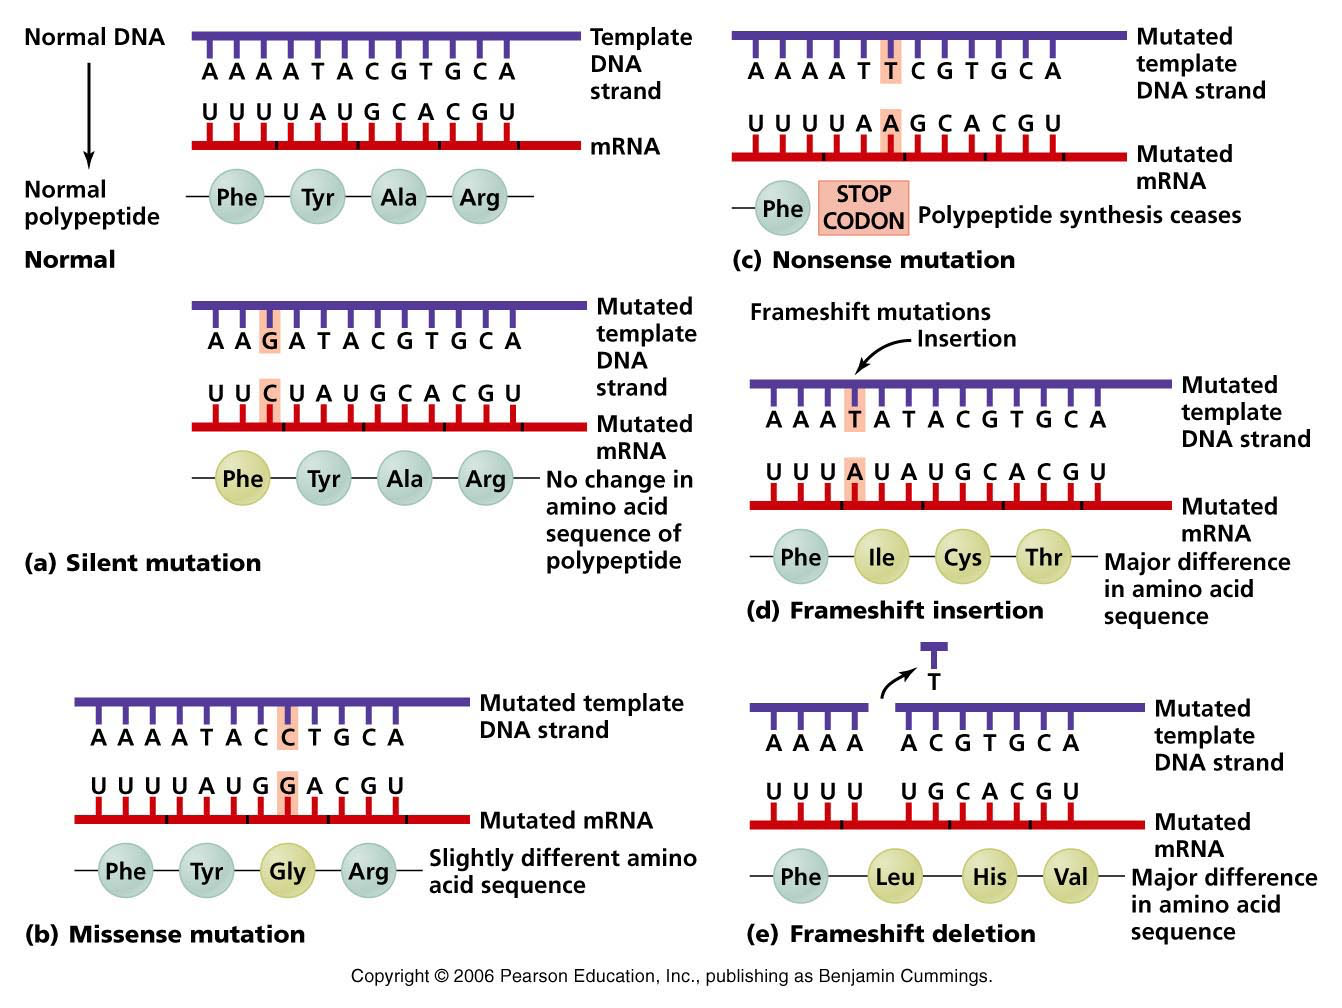 Normal DNA
A A A A T A C G T G C A
Template
DNA
strand
U U U U A U G C A C G U
mRNA
Normal
polypeptide
Phe Tyr Ala Arg
Normal
A A G A T A C G T G C A
Mutated
template
DNA
strand
U U C U A U G C A C G U
Mutated
mRNA
Phe Tyr Ala Arg
No change in
amino acid
sequence of
polypeptide
(a) Silent mutation
A A A A T A C C T G C A
Mutated template
DNA strand
U U U U A U G G A C G U
Mutated mRNA
Phe Tyr Gly Arg
Slightly different amino
acid sequence
(b) Missense mutation
A A A A T T C G T G C A
Mutated
template
DNA strand
U U U U A A G C A C G U
Mutated
mRNA
Phe
STOP
CODON
Polypeptide synthesis ceases
(c) Nonsense mutation
Frameshift mutations
Insertion
A A A T A T A C G T G C A
Mutated
template
DNA strand
U U U A U A U G C A C G U
Mutated
mRNA
Phe Ile Cys Thr
Major difference
in amino acid
sequence
(d) Frameshift insertion
T
A A A A A C G T G C A
Mutated
template
DNA strand
U U U U U G C A C G U
Mutated
mRNA
Phe Leu His Val
Major difference
in amino acid
sequence
(e) Frameshift deletion
Copyright © 2006 Pearson Education, Inc., publishing as Benjamin Cummings.